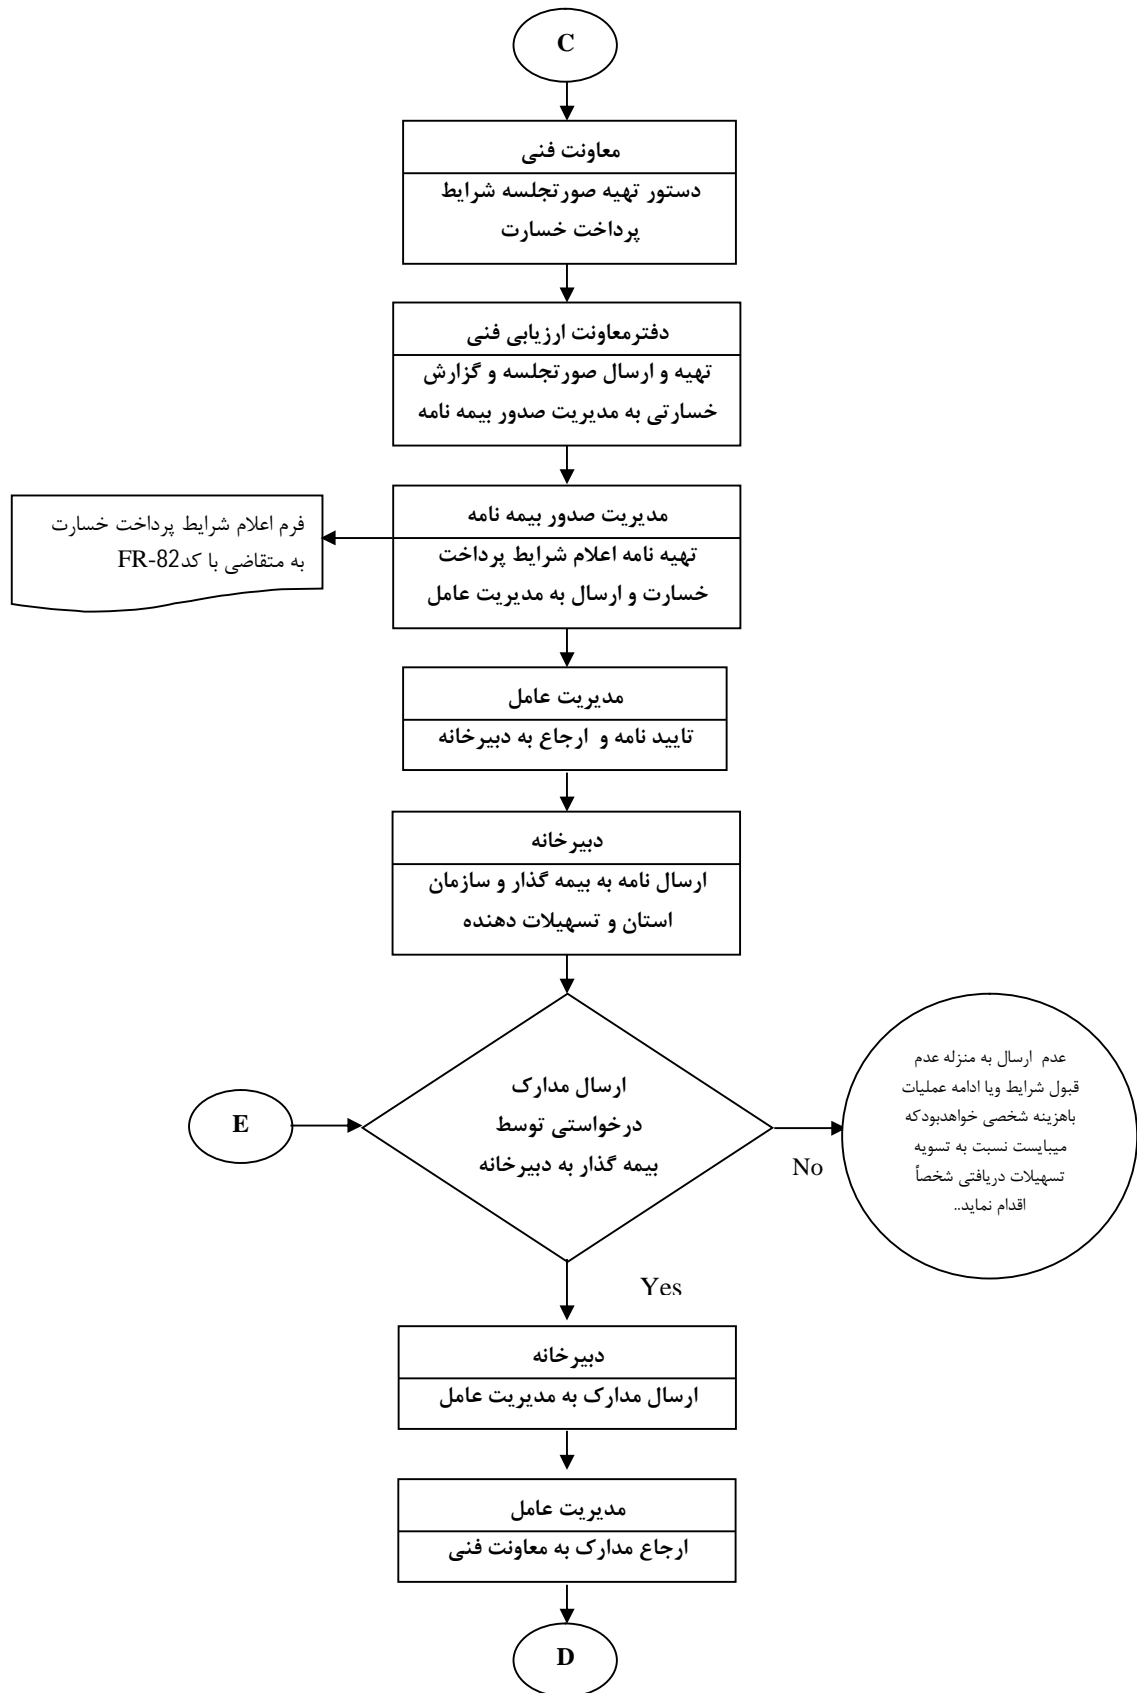 C
معاونت فنی
دستور تهیه صورتجلسه شرایط
پرداخت خسارت
دفترمعاونت ارزیابی فنی
تهیه و ارسال صورتجلسه و گزارش
خسارتی به مدیریت صدور بیمه نامه
مدیریت صدور بیمه نامه
تهیه نامه اعلام شرایط پرداخت
خسارت و ارسال به مدیریت عامل
فرم اعلام شرایط پرداخت خسارت
به متقاضی با کدFR-82
مدیریت عامل
تایید نامه و ارجاع به دبیرخانه
دبیرخانه
ارسال نامه به بیمه گذار و سازمان
استان و تسهیلات دهنده
ارسال مدارک
درخواستی توسط
بیمه گذار به دبیرخانه
E
No
عدم ارسال به منزله عدم
قبول شرایط ویا ادامه عملیات
باهزینه شخصی خواهدبودکه
میبایست نسبت به تسویه
تسهیلات دریافتی شخصاً
اقدام نماید..
Yes
دبیرخانه
ارسال مدارک به مدیریت عامل
مدیریت عامل
ارجاع مدارک به معاونت فنی
D